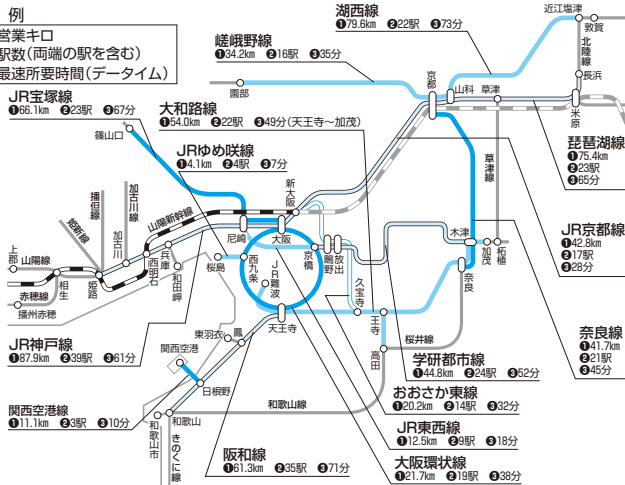 例
営業キロ
駅数(両端の駅を含む)
最速所要時間(データイム)
湖西線
❶79.6km ❷22駅 ❸73分
近江塩津
敦賀
北陸線
長浜
米原
嵯峨野線
❶34.2km ❷16駅 ❸35分
園部
京都
山科
草津
草津線
JR宝塚線
❶66.1km ❷23駅 ❸67分
篠山口
大和路線
❶54.0km ❷22駅 ❸49分(天王寺～加茂)
JRゆめ咲線
❶4.1km ❷4駅 ❸7分
琵琶湖線
❶75.4km
❷23駅
❸65分
新大阪
山陽新幹線
加古川線
播但線
姫新線
加古川
西明石
兵庫
和田岬
尼崎
大阪
桜島
西九条
JR難波
京橋
鴫野
放出
久宝寺
木津
加茂
柘植
奈良
JR京都線
❶42.8km
❷17駅
❸28分
上郡
山陽線
赤穂線
相生
姫路
播州赤穂
天王寺
王寺
高田
桜井線
奈良線
❶41.7km
❷21駅
❸45分
JR神戸線
❶87.9km ❷39駅 ❸61分
東羽衣
鳳
関西空港
日根野
学研都市線
❶44.8km ❷24駅 ❸52分
おおさか東線
❶20.2km ❷14駅 ❸32分
関西空港線
❶11.1km ❷3駅 ❸10分
和歌山
和歌山市
きのくに線
和歌山線
JR東西線
❶12.5km ❷9駅 ❸18分
阪和線
❶61.3km ❷35駅 ❸71分
大阪環状線
❶21.7km ❷19駅 ❸38分